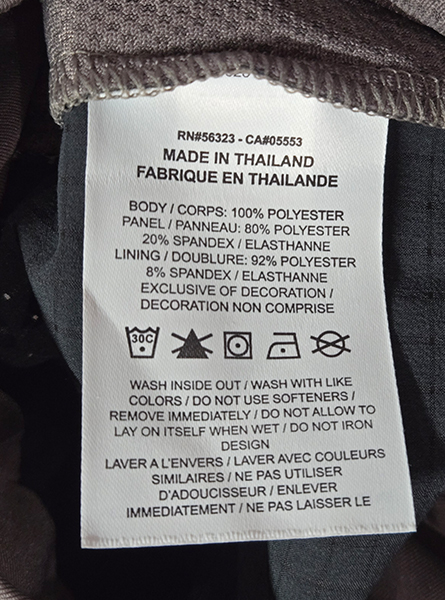 RN#56323 - CA#05553
MADE IN THAILAND
FABRIQUE EN THAILANDE
BODY / CORPS: 100% POLYESTER
PANEL / PANNEAU: 80% POLYESTER
20% SPANDEX / ELASTHANNE
LINING / DOUBLURE: 92% POLYESTER
8% SPANDEX / ELASTHANNE
EXCLUSIVE OF DECORATION /
DECORATION NON COMPRISE
30C
WASH INSIDE OUT / WASH WITH LIKE
COLORS / DO NOT USE SOFTENERS /
REMOVE IMMEDIATELY / DO NOT ALLOW TO
LAY ON ITSELF WHEN WET / DO NOT IRON
DESIGN
LAVER A L'ENVERS / LAVER AVEC COULEURS
SIMILAIRES / NE PAS UTILISER
D'ADOUCISSEUR / ENLEVER
IMMEDIATEMENT / NE PAS LAISSER LE